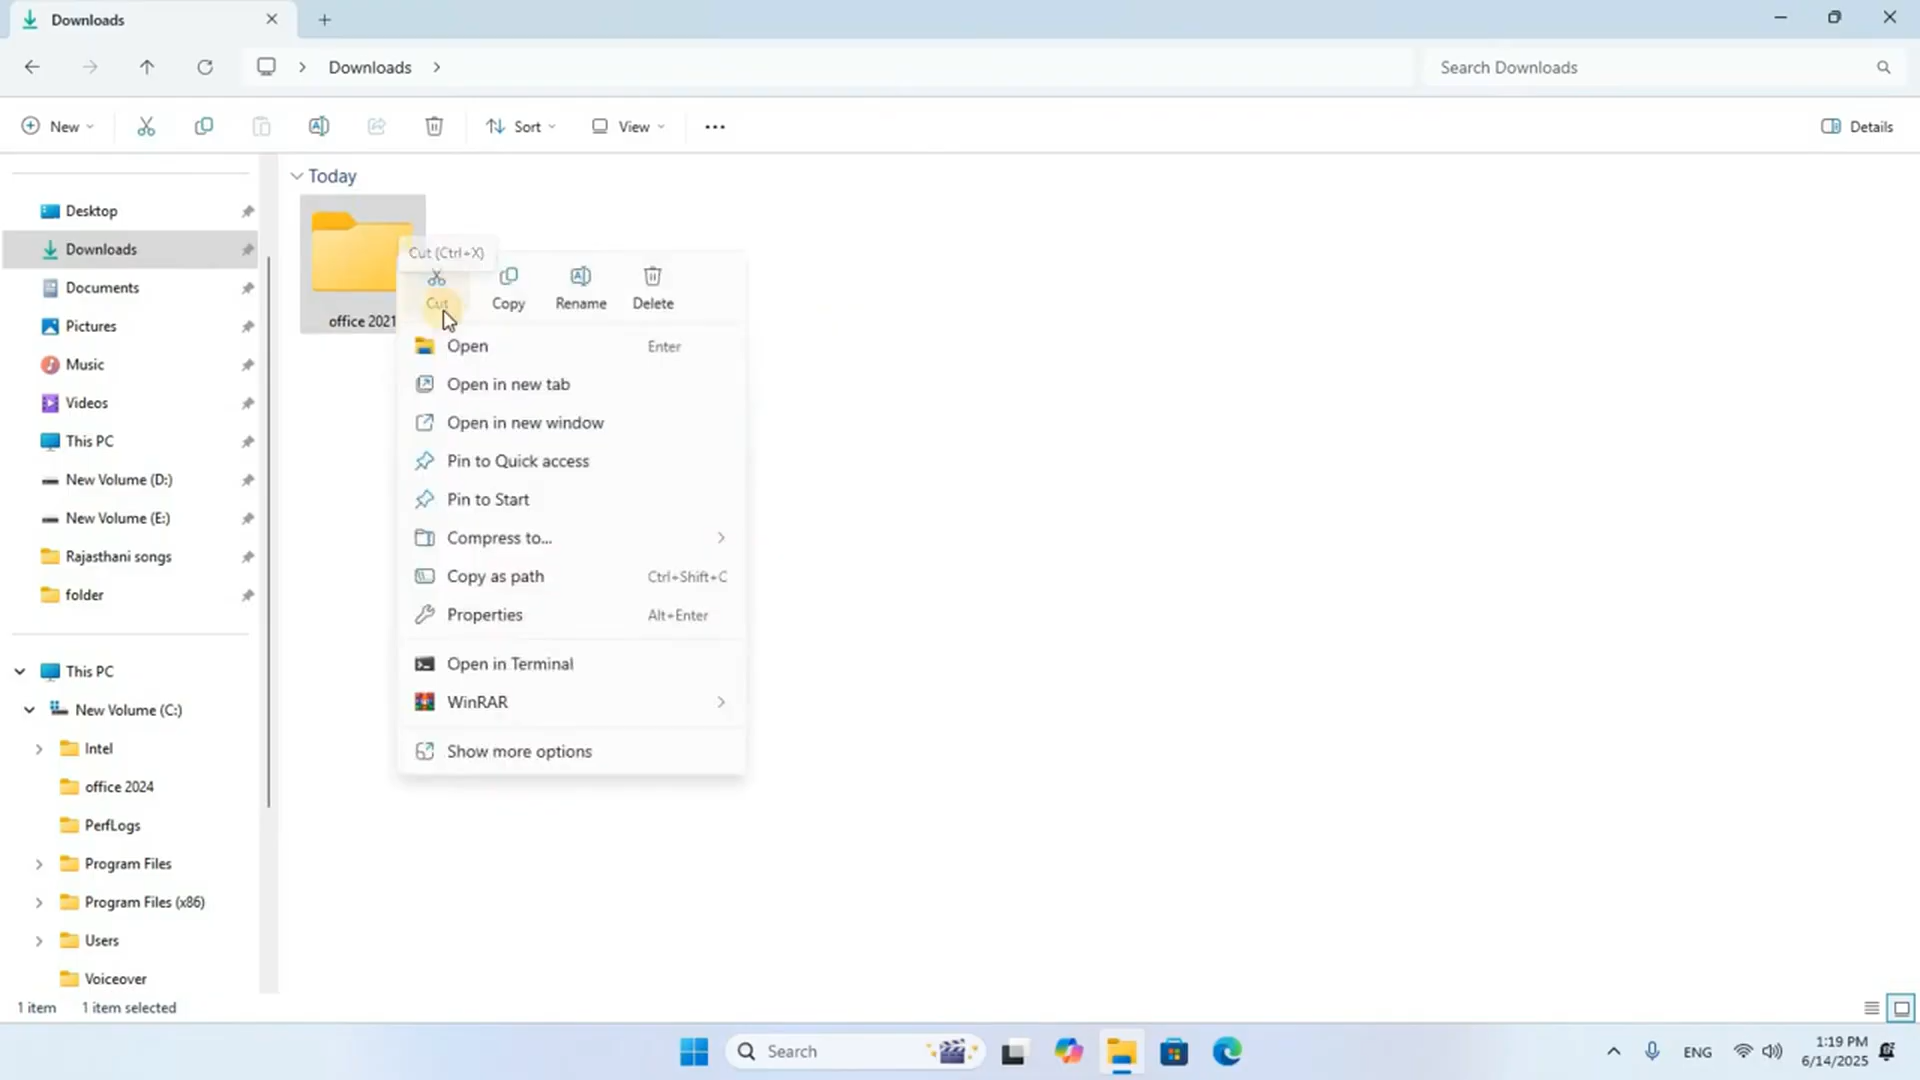 Downloads
Downloads
Search Downloads
New
Sort
View
Details
Desktop
Downloads
Documents
Pictures
Music
Videos
This PC
New Volume (D:)
New Volume (E:)
Rajasthani songs
folder
This PC
New Volume (C:)
Intel
office 2024
PerfLogs
Program Files
Program Files (x86)
Users
Voiceover
Today
office 2021
Cut (Ctrl+X)
Cut
Copy
Rename
Delete
Open Enter
Open in new tab
Open in new window
Pin to Quick access
Pin to Start
Compress to...
Copy as path Ctrl+Shift+C
Properties Alt+Enter
Open in Terminal
WinRAR
Show more options
1 item 1 item selected
Search
ENG
1:19 PM
6/14/2025